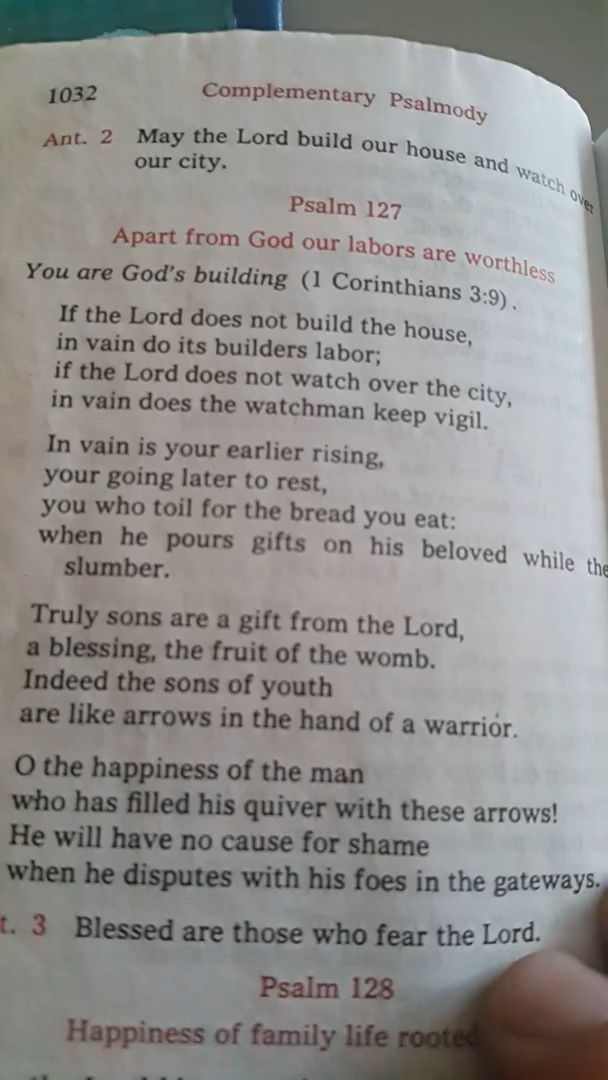 1032 Complementary Psalmody
Ant. 2 May the Lord build our house and watch over
our city.
Psalm 127
Apart from God our labors are worthless
You are God's building (1 Corinthians 3:9).
If the Lord does not build the house,
in vain do its builders labor;
if the Lord does not watch over the city,
in vain does the watchman keep vigil.
In vain is your earlier rising,
your going later to rest,
you who toil for the bread you eat:
when he pours gifts on his beloved while the
slumber.
Truly sons are a gift from the Lord,
a blessing, the fruit of the womb.
Indeed the sons of youth
are like arrows in the hand of a warrior.
O the happiness of the man
who has filled his quiver with these arrows!
He will have no cause for shame
when he disputes with his foes in the gateways.
t. 3 Blessed are those who fear the Lord.
Psalm 128
Happiness of family life rooted